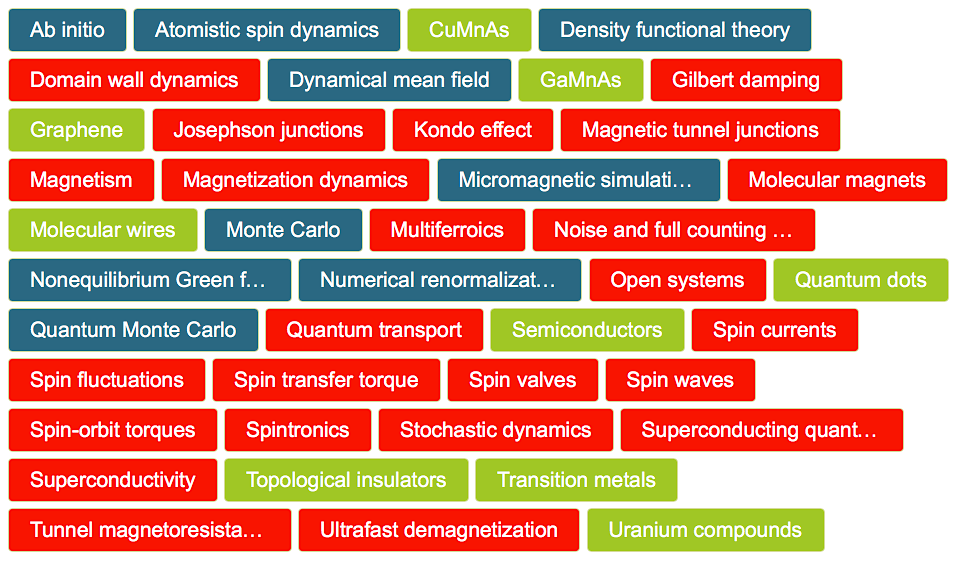 Ab initio Atomistic spin dynamics CuMnAs Density functional theory
Domain wall dynamics Dynamical mean field GaMnAs Gilbert damping
Graphene Josephson junctions Kondo effect Magnetic tunnel junctions
Magnetism Magnetization dynamics Micromagnetic simulati… Molecular magnets
Molecular wires Monte Carlo Multiferroics Noise and full counting …
Nonequilibrium Green f… Numerical renormalizat… Open systems Quantum dots
Quantum Monte Carlo Quantum transport Semiconductors Spin currents
Spin fluctuations Spin transfer torque Spin valves Spin waves
Spin-orbit torques Spintronics Stochastic dynamics Superconducting quant…
Superconductivity Topological insulators Transition metals
Tunnel magnetoresista… Ultrafast demagnetization Uranium compounds